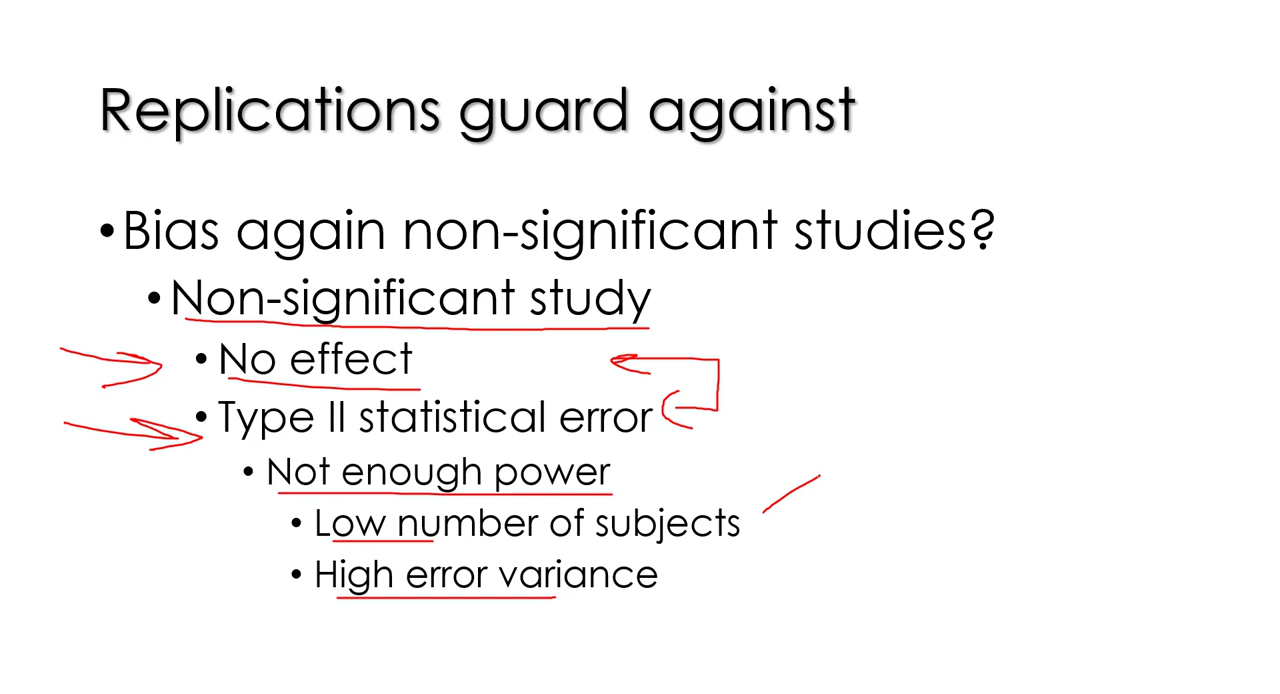 Replications guard against
•Bias again non-significant studies?
• Non-significant study
• No effect
• Type II statistical error
• Not enough power
• Low number of subjects
• High error variance